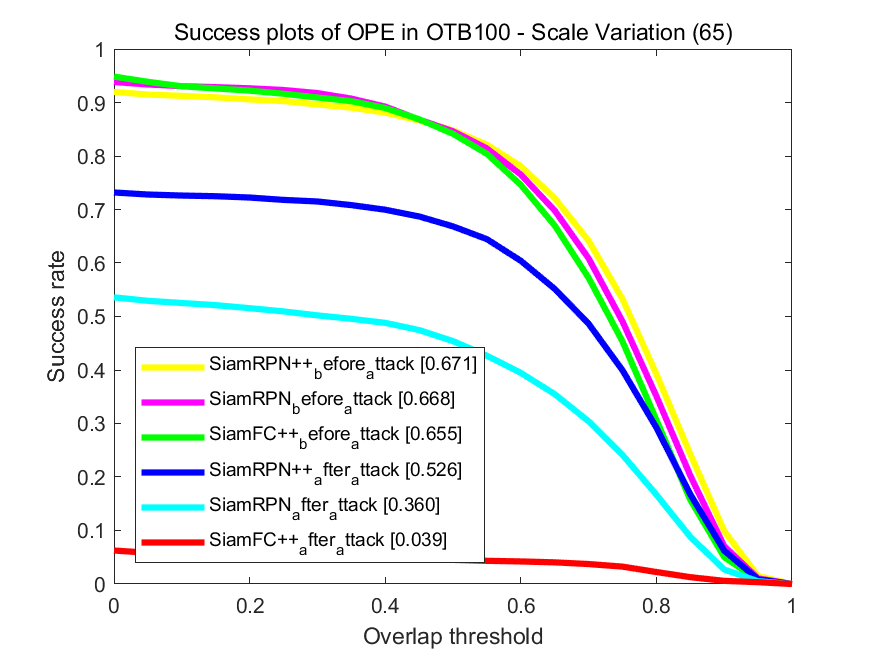 Success plots of OPE in OTB100 - Scale Variation (65)
1
0.9
0.8
0.7
0.6
0.5
0.4
0.3
0.2
0.1
0
Success rate
SiamRPN++_before_attack [0.671]
SiamRPN_before_attack [0.668]
SiamFC++_before_attack [0.655]
SiamRPN++_after_attack [0.526]
SiamRPN_after_attack [0.360]
SiamFC++_after_attack [0.039]
0 0.2 0.4 0.6 0.8 1
Overlap threshold